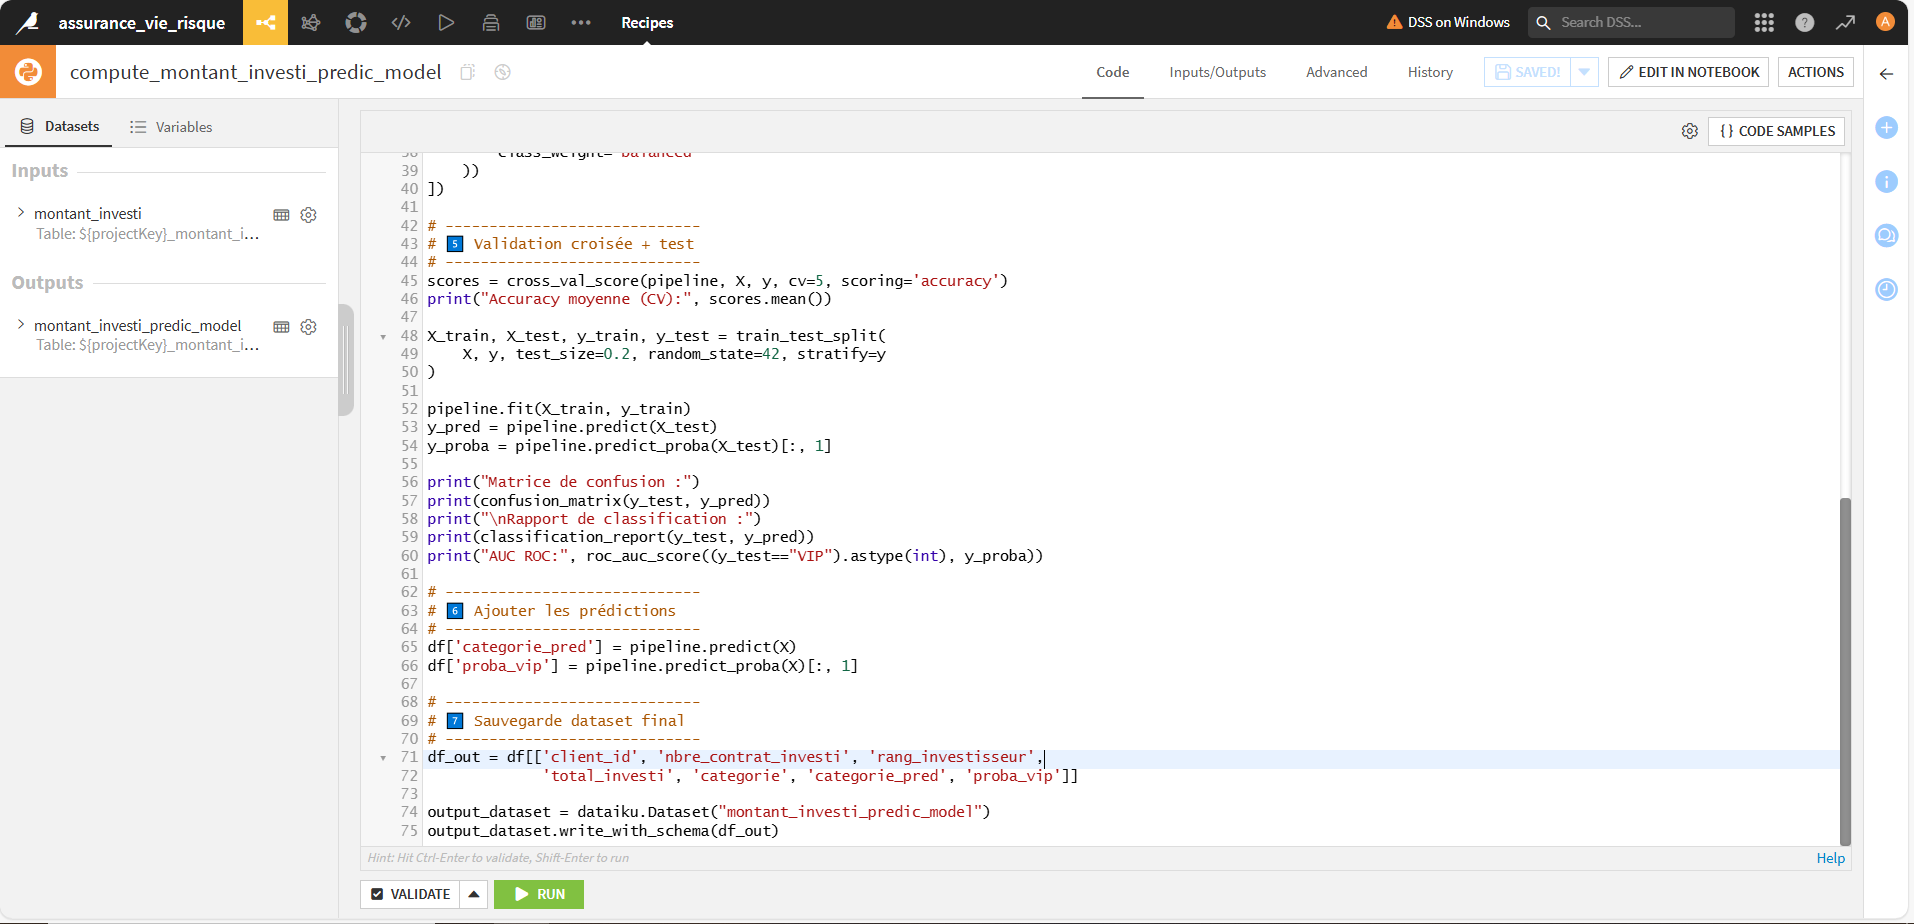 assurance_vie_risque
Recipes
DSS on Windows
Search DSS...
?
A
compute_montant_investi_predic_model
Code
Inputs/Outputs
Advanced
History
SAVED!
EDIT IN NOTEBOOK
ACTIONS
Datasets
Variables
Inputs
montant_investi
Table: ${projectKey}_montant_i...
Outputs
montant_investi_predic_model
Table: ${projectKey}_montant_i...
{} CODE SAMPLES
38         class_weight='balanced'
39     ))
40 ])
41
42 # -----------------------------
43 # 5 Validation croisée + test
44 # -----------------------------
45 scores = cross_val_score(pipeline, X, y, cv=5, scoring='accuracy')
46 print("Accuracy moyenne (CV):", scores.mean())
47
48 X_train, X_test, y_train, y_test = train_test_split(
49     X, y, test_size=0.2, random_state=42, stratify=y
50 )
51
52 pipeline.fit(X_train, y_train)
53 y_pred = pipeline.predict(X_test)
54 y_proba = pipeline.predict_proba(X_test)[:, 1]
55
56 print("Matrice de confusion :")
57 print(confusion_matrix(y_test, y_pred))
58 print("\nRapport de classification :")
59 print(classification_report(y_test, y_pred))
60 print("AUC ROC:", roc_auc_score((y_test=="VIP").astype(int), y_proba))
61
62 # -----------------------------
63 # 6 Ajouter les prédictions
64 # -----------------------------
65 df['categorie_pred'] = pipeline.predict(X)
66 df['proba_vip'] = pipeline.predict_proba(X)[:, 1]
67
68 # -----------------------------
69 # 7 Sauvegarde dataset final
70 # -----------------------------
71 df_out = df[['client_id', 'nbre_contrat_investi', 'rang_investisseur',
72              'total_investi', 'categorie', 'categorie_pred', 'proba_vip']]
73
74 output_dataset = dataiku.Dataset("montant_investi_predic_model")
75 output_dataset.write_with_schema(df_out)
Hint: Hit Ctrl-Enter to validate, Shift-Enter to run
Help
VALIDATE
RUN